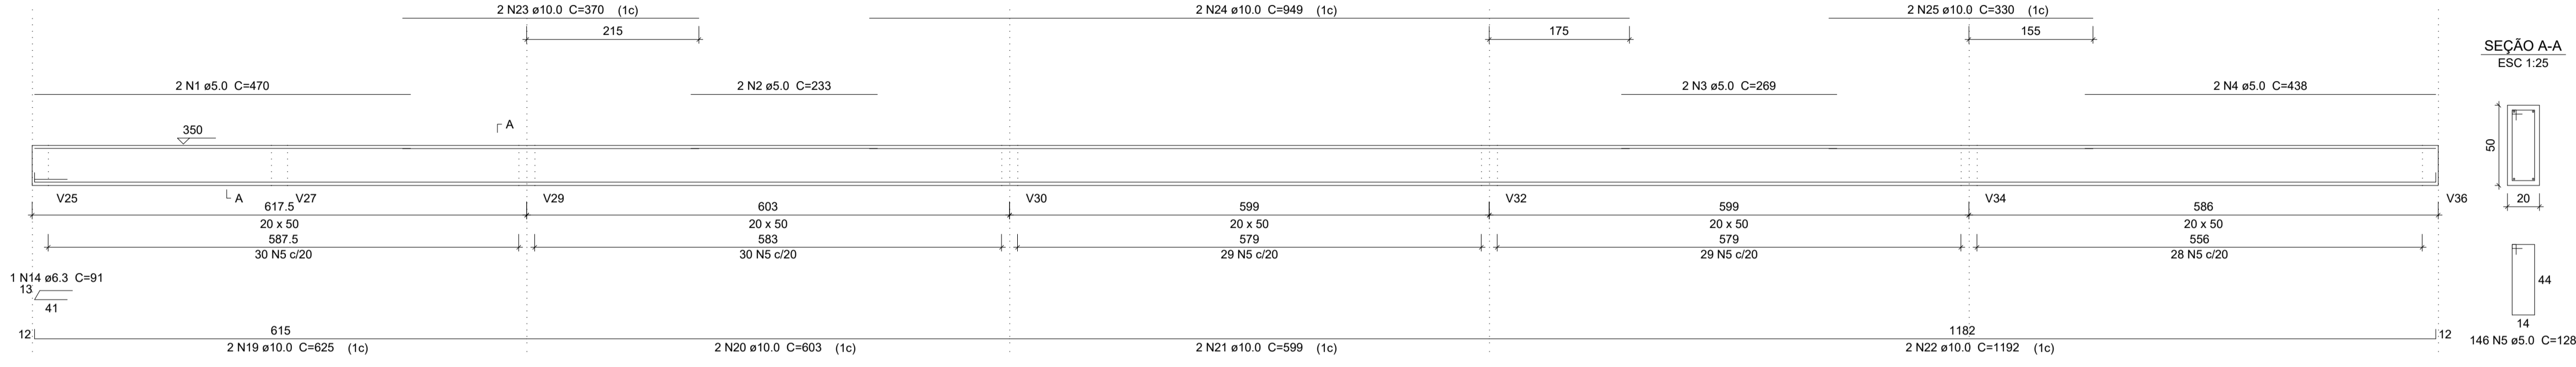 2 N23 ø10.0 C=370 (1c)
2 N24 ø10.0 C=949 (1c)
2 N25 ø10.0 C=330 (1c)
215
175
155
SEÇÃO A-A
ESC 1:25
2 N1 ø5.0 C=470
2 N2 ø5.0 C=233
2 N3 ø5.0 C=269
2 N4 ø5.0 C=438
350
A
50
V25
A
V27
V29
V30
V32
V34
V36
20
617.5
603
599
599
586
20 x 50
20 x 50
20 x 50
20 x 50
20 x 50
587.5
583
579
579
556
30 N5 c/20
30 N5 c/20
29 N5 c/20
29 N5 c/20
28 N5 c/20
1 N14 ø6.3 C=91
13
41
44
14
146 N5 ø5.0 C=128
12
615
1182
12
2 N19 ø10.0 C=625 (1c)
2 N20 ø10.0 C=603 (1c)
2 N21 ø10.0 C=599 (1c)
2 N22 ø10.0 C=1192 (1c)